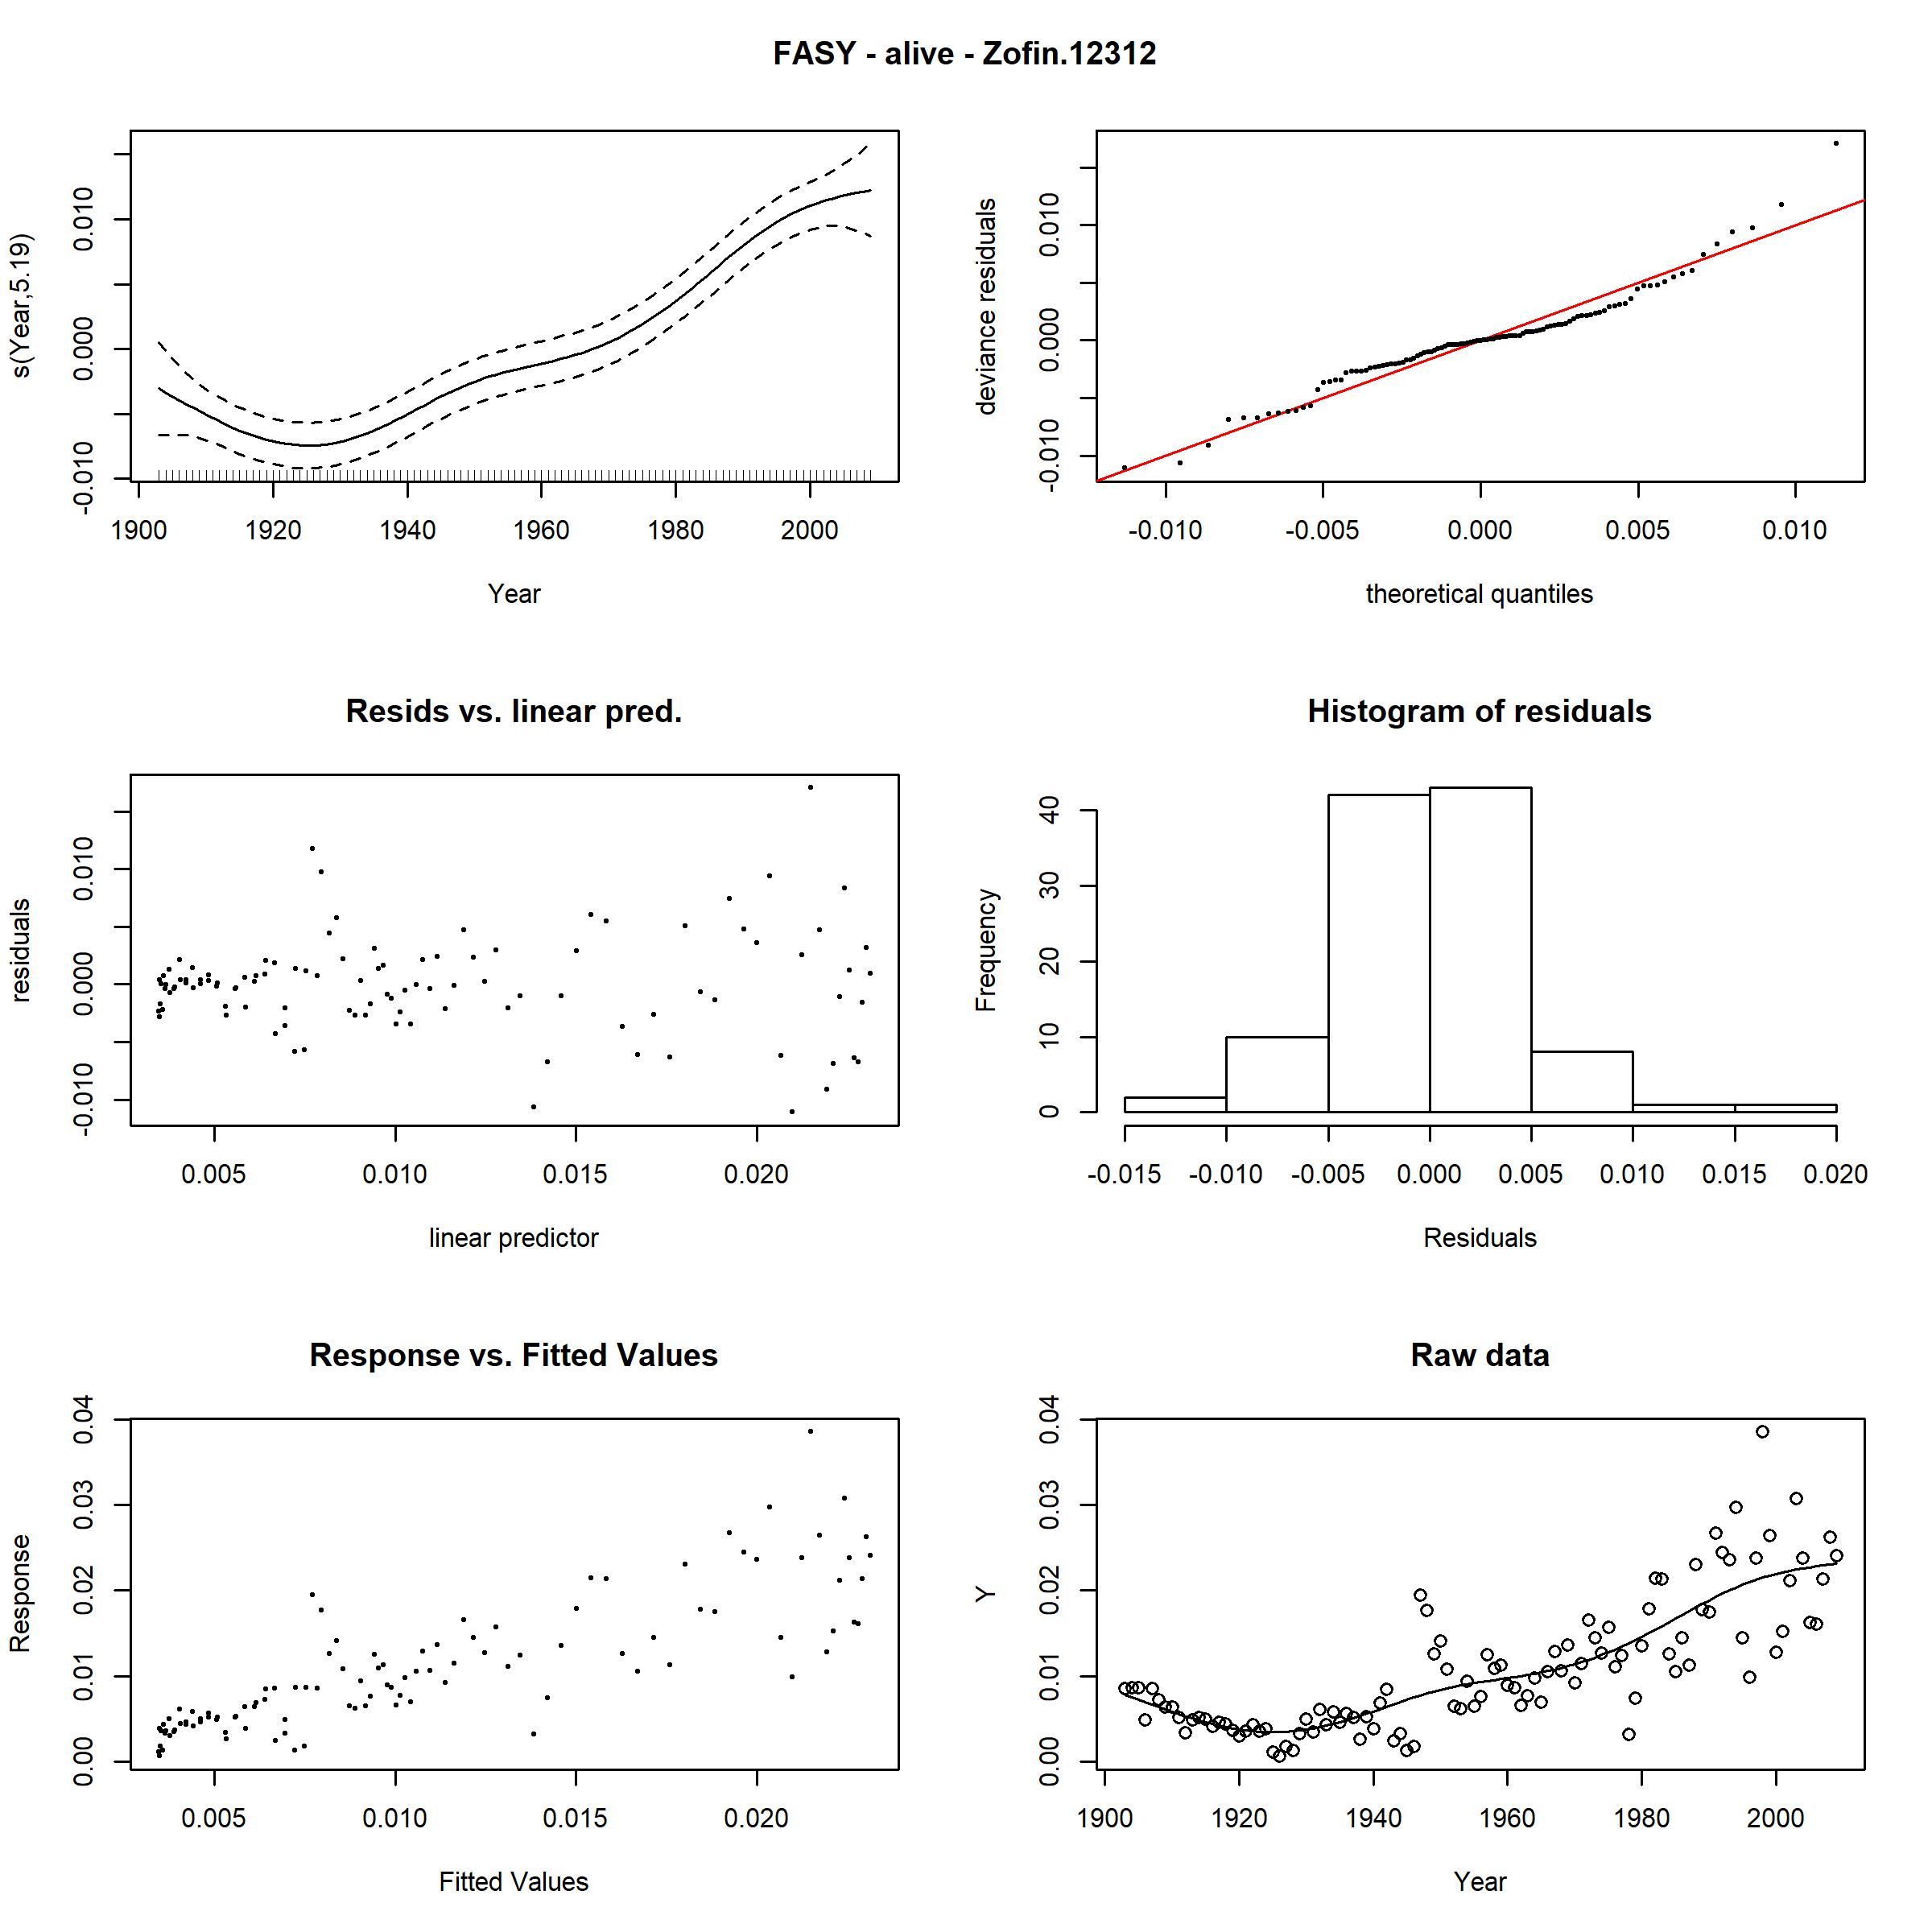 FASY - alive - Zofin.12312
s(Year,5.19)
-0.010 0.000 0.010
1900 1920 1940 1960 1980 2000
Year
deviance residuals
-0.010 0.000 0.010
-0.010 -0.005 0.000 0.005 0.010
theoretical quantiles
Resids vs. linear pred.
residuals
-0.010 0.000 0.010
0.005 0.010 0.015 0.020
linear predictor
Histogram of residuals
Frequency
0 10 20 30 40
-0.015 -0.010 -0.005 0.000 0.005 0.010 0.015 0.020
Residuals
Response vs. Fitted Values
Response
0.00 0.01 0.02 0.03 0.04
0.005 0.010 0.015 0.020
Fitted Values
Raw data
Y
0.00 0.01 0.02 0.03 0.04
1900 1920 1940 1960 1980 2000
Year